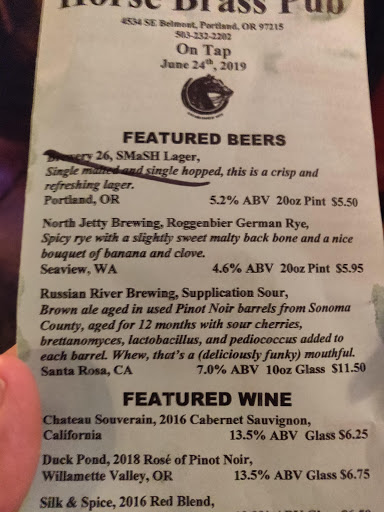 Horse Brass Pub
4534 SE Belmont, Portland, OR 97215
503-232-2202
On Tap
June 24th, 2019
FEATURED BEERS
Brewery 26, SMaSH Lager,
Single malted and single hopped, this is a crisp and
refreshing lager.
Portland, OR 5.2% ABV 20oz Pint $5.50
North Jetty Brewing, Roggenbier German Rye,
Spicy rye with a slightly sweet malty back bone and a nice
bouquet of banana and clove.
Seaview, WA 4.6% ABV 20oz Pint $5.95
Russian River Brewing, Supplication Sour,
Brown ale aged in used Pinot Noir barrels from Sonoma
County, aged for 12 months with sour cherries,
brettanomyces, lactobacillus, and pediococcus added to
each barrel. Whew, that's a (deliciously funky) mouthful.
Santa Rosa, CA 7.0% ABV 10oz Glass $11.50
FEATURED WINE
Chateau Souverain, 2016 Cabernet Sauvignon,
California 13.5% ABV Glass $6.25
Duck Pond, 2018 Rosé of Pinot Noir,
Willamette Valley, OR 13.5% ABV Glass $6.75
Silk & Spice, 2016 Red Blend,